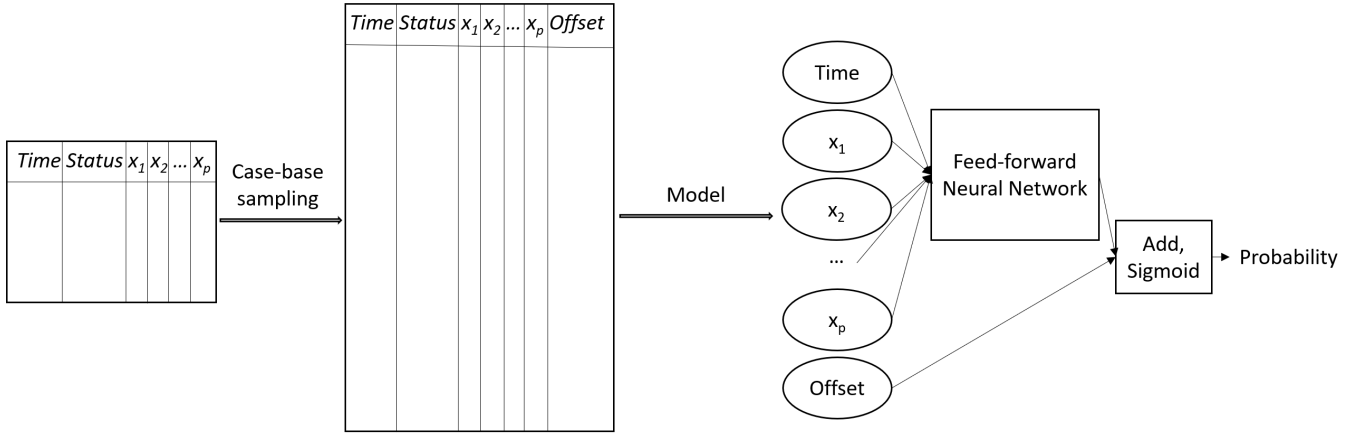 Time Status x1 x2 ... xp
Case-base
sampling
Time Status x1 x2 ... xp Offset
Model
Time
x1
x2
...
xp
Offset
Feed-forward
Neural Network
Add,
Sigmoid
Probability